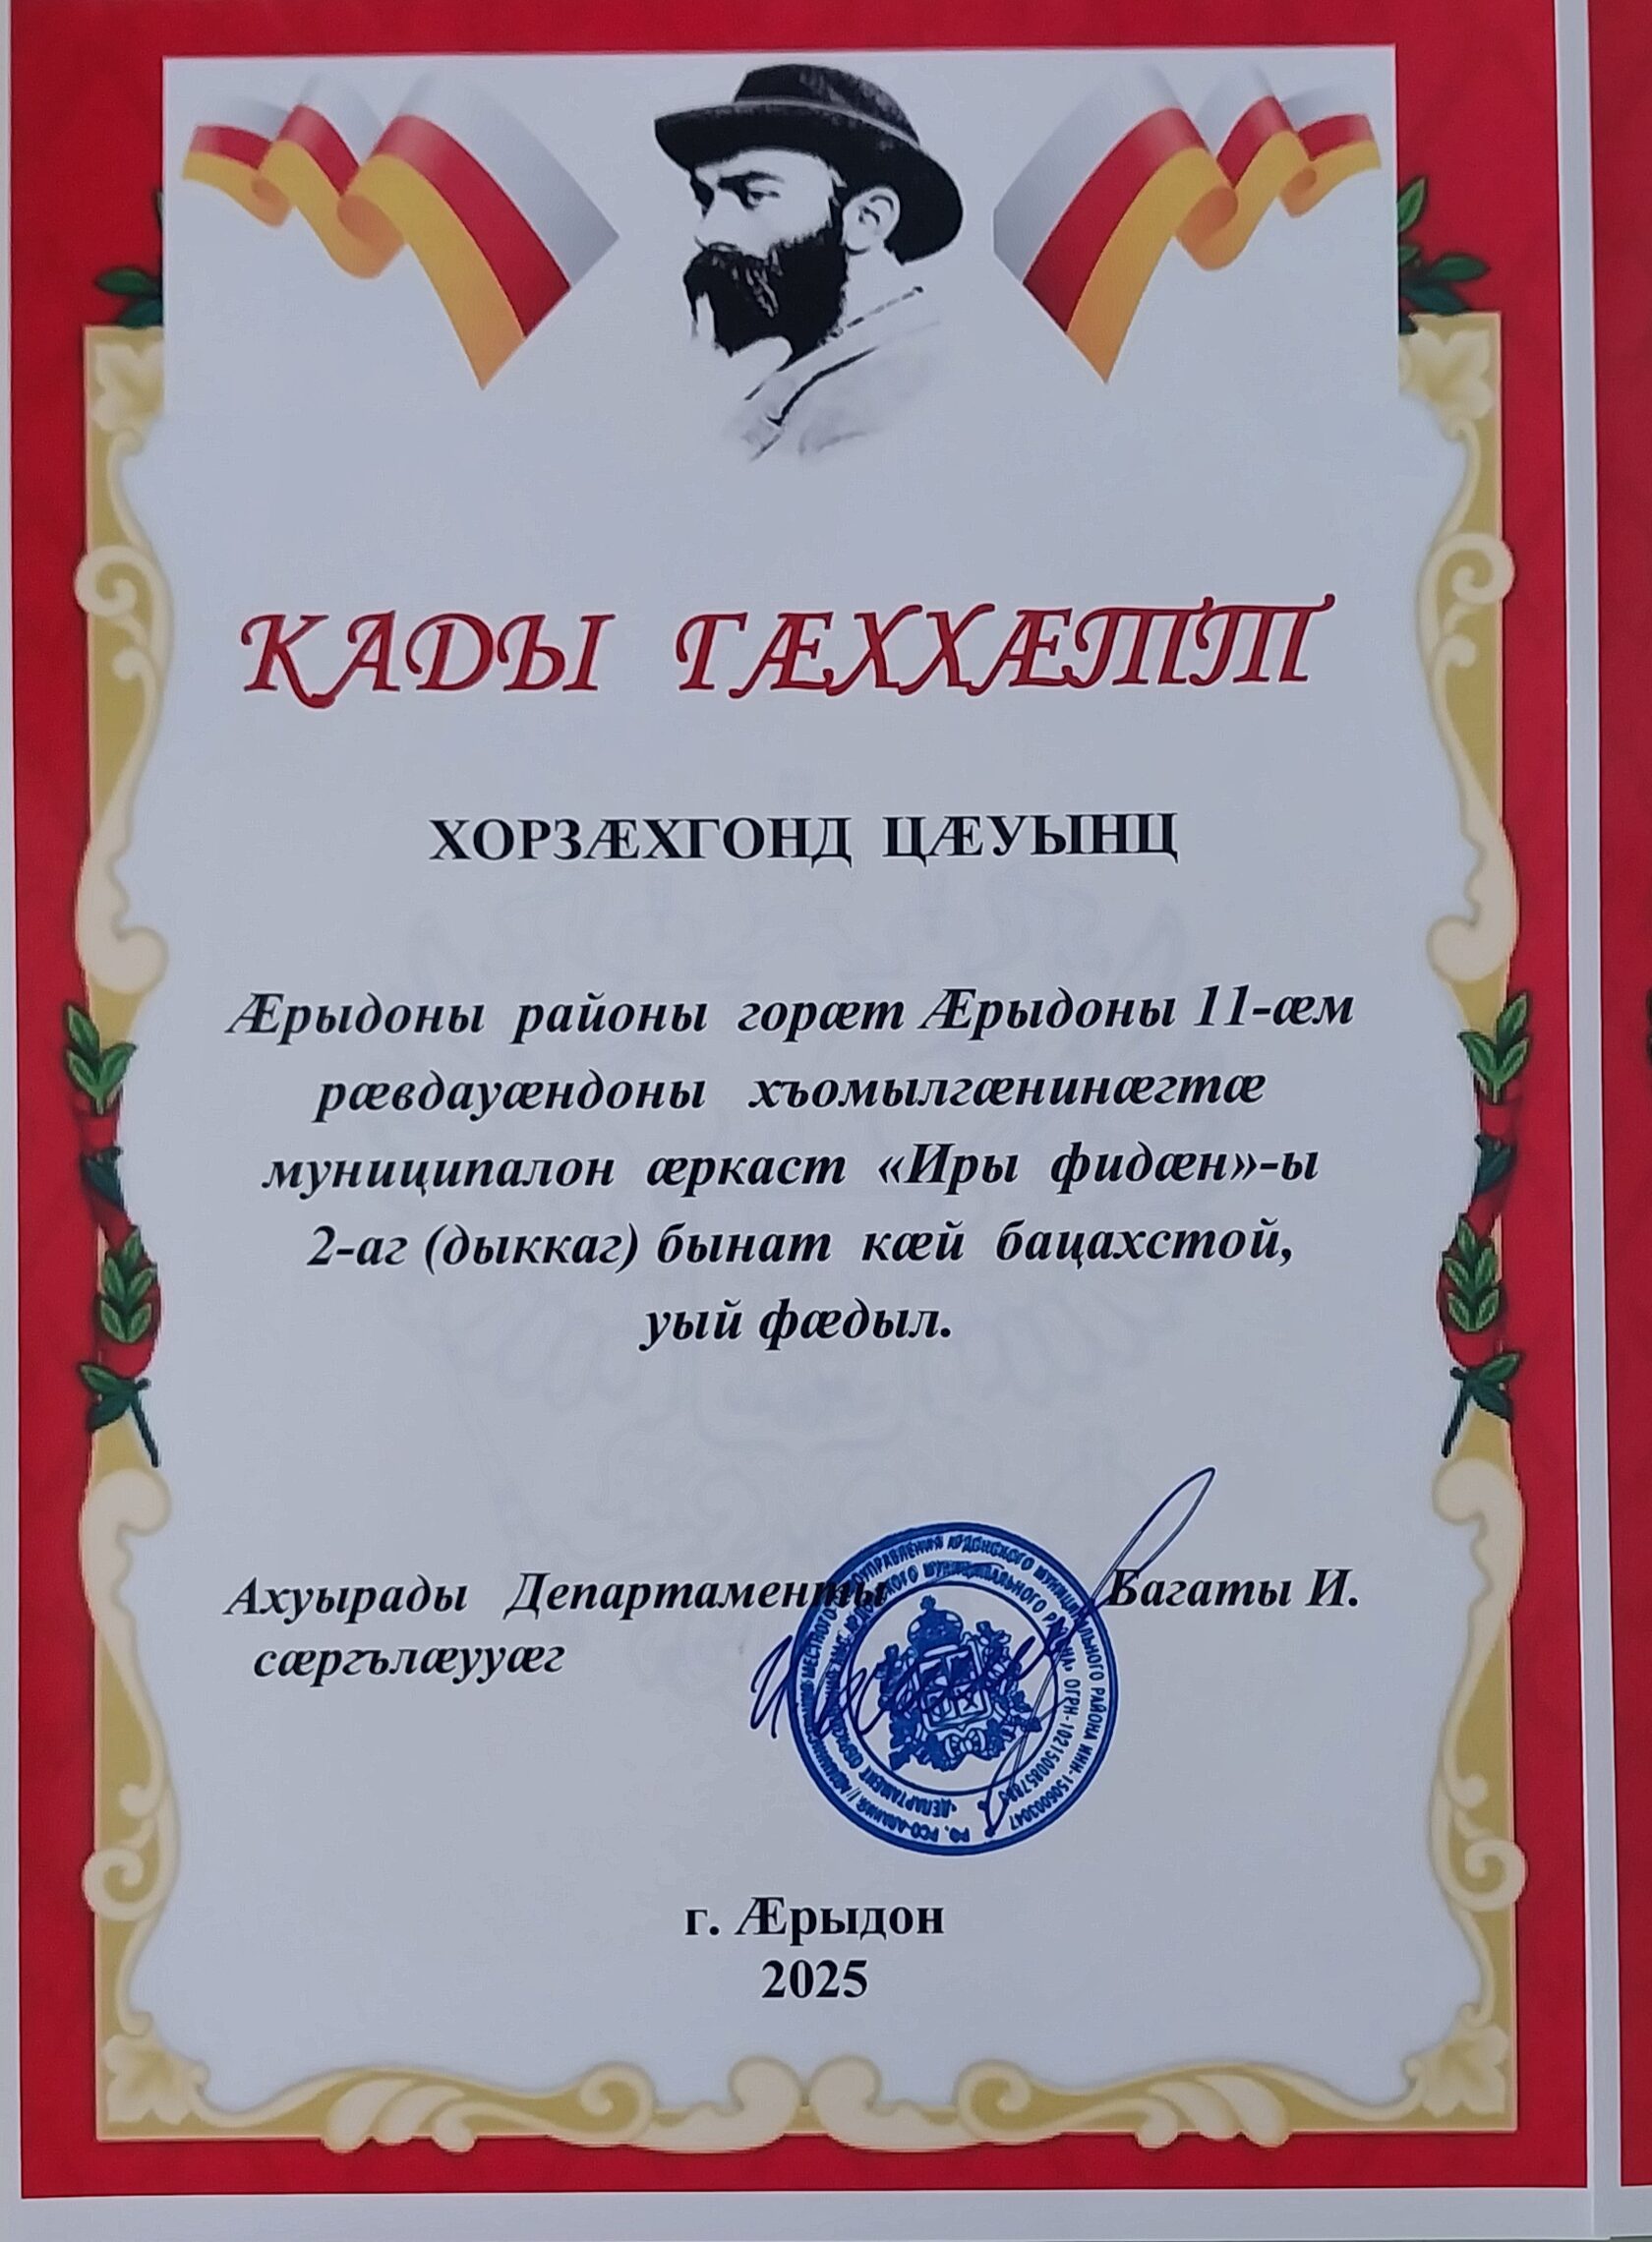 КАДЫ ГÆХХÆТТ
ХОРЗÆХГОНД ЦÆУЫНЦ
Æрыдоны районы горæт Æрыдоны 11-æм
рæвдауæндоны хъомылгæнинæгтæ
муниципалон æркаст «Иры фидæн»-ы
2-аг (дыккаг) бынат кæй бацахстой,
уый фæдыл.
Ахуырады Департаменты Багаты И.
сæргълæууæг
г. Æрыдон
2025